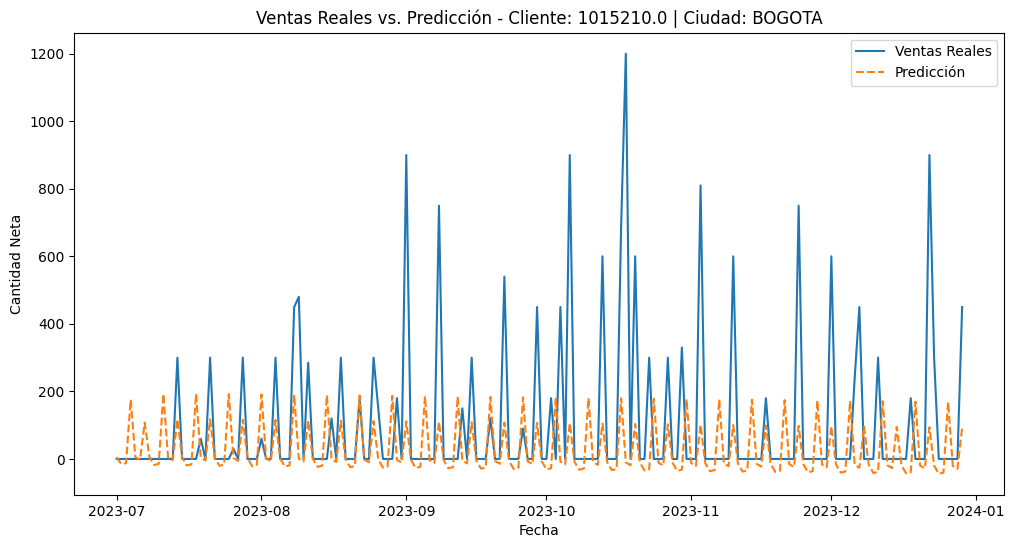 Ventas Reales vs. Predicción - Cliente: 1015210.0 | Ciudad: BOGOTA
Ventas Reales
Predicción
Cantidad Neta
1200
1000
800
600
400
200
0
2023-07
2023-08
2023-09
2023-10
2023-11
2023-12
2024-01
Fecha